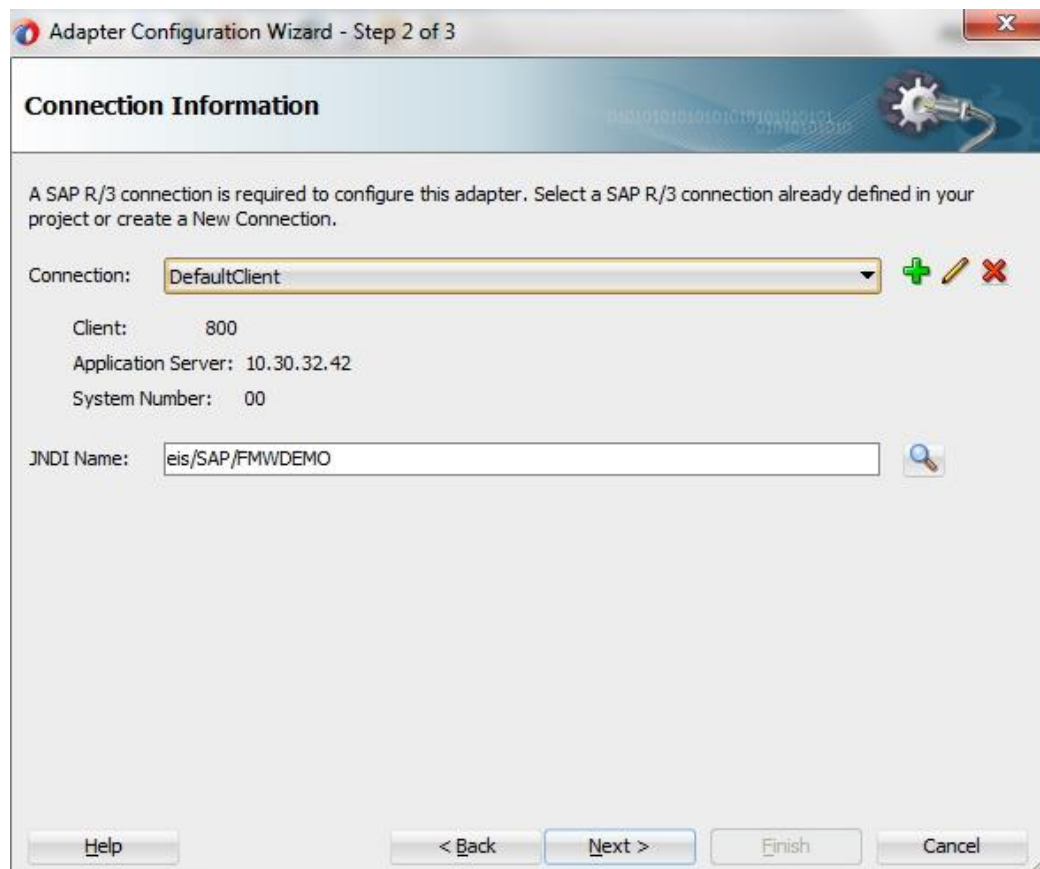 Adapter Configuration Wizard - Step 2 of 3
Connection Information
A SAP R/3 connection is required to configure this adapter. Select a SAP R/3 connection already defined in your
project or create a New Connection.
Connection: DefaultClient
Client: 800
Application Server: 10.30.32.42
System Number: 00
JNDI Name: eis/SAP/FMWDEMO
Help < Back Next > Finish Cancel